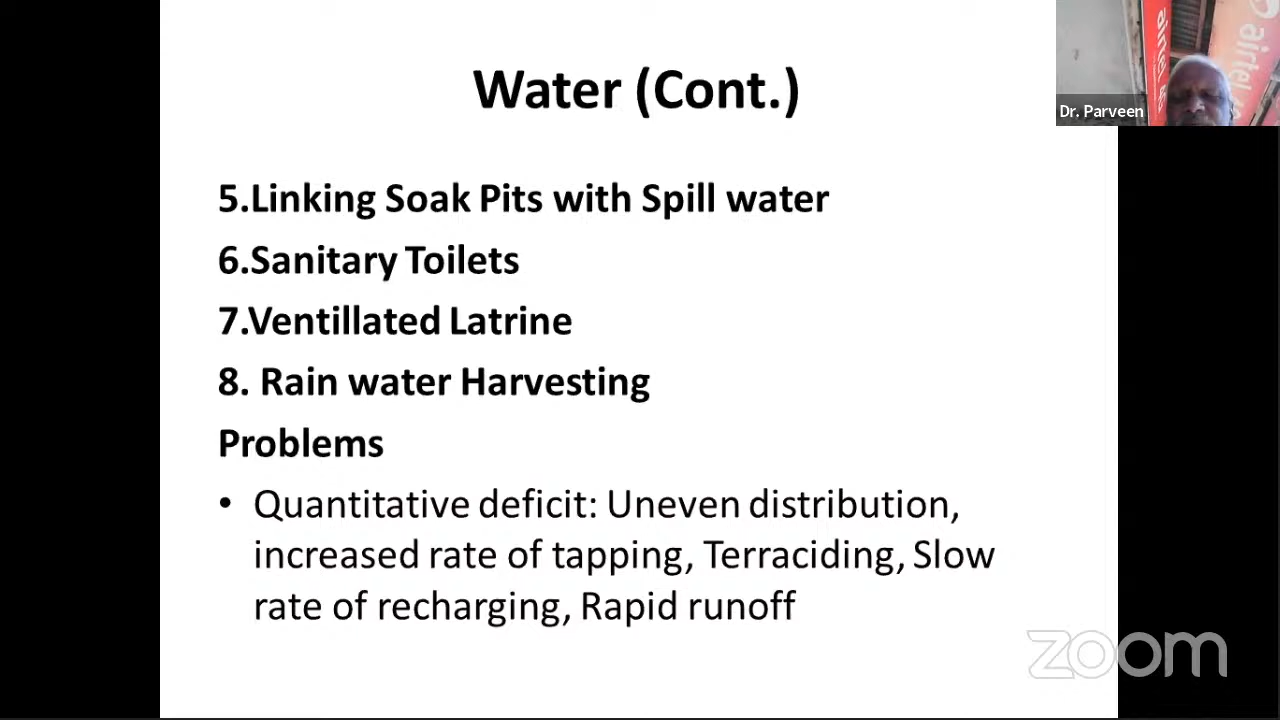 Water (Cont.)
airtel
airtel
Dr. Parveen
5.Linking Soak Pits with Spill water
6.Sanitary Toilets
7.Ventillated Latrine
8. Rain water Harvesting
Problems
• Quantitative deficit: Uneven distribution,
increased rate of tapping, Terraciding, Slow
rate of recharging, Rapid runoff
zoom